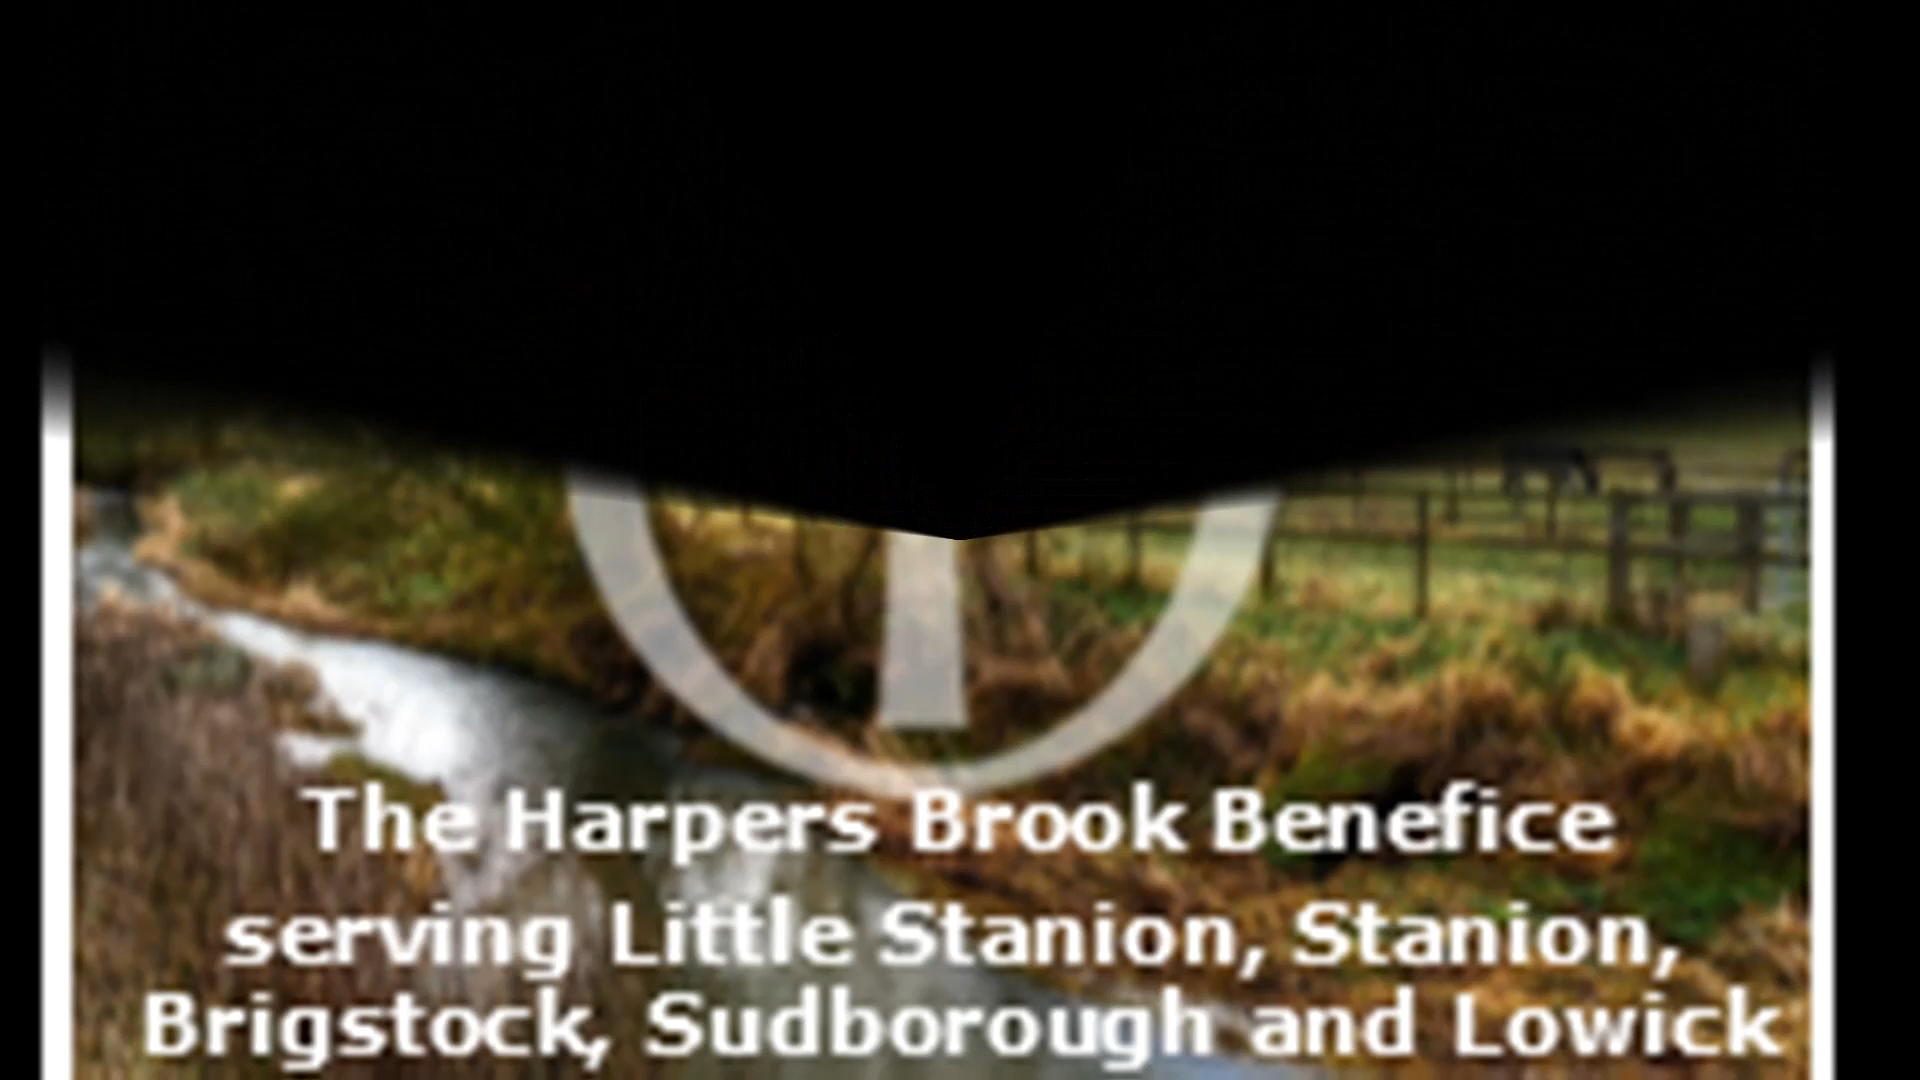 The Harpers Brook Benefice
serving Little Stanion, Stanion,
Brigstock, Sudborough and Lowick